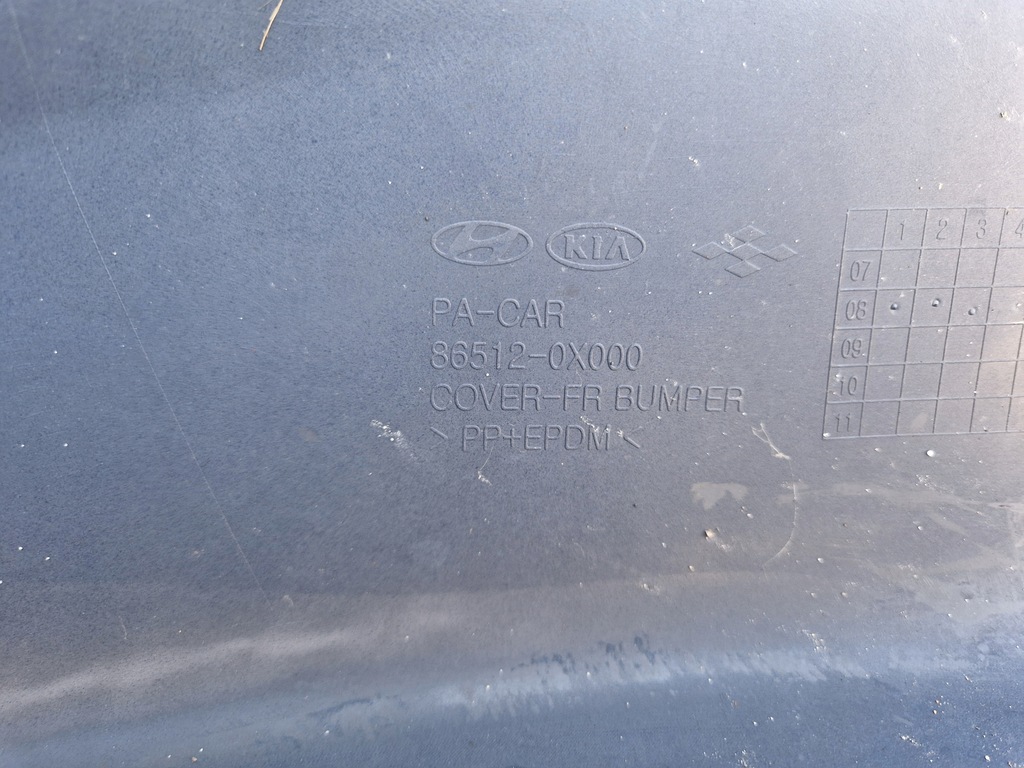 KIA
PA-CAR
86512-0X000
COVER-FR BUMPER
> PP+EPDM <
1 2 3 4
07
08
09
10
11